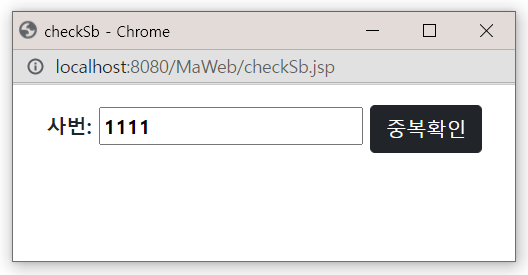 checkSb - Chrome
localhost:8080/MaWeb/checkSb.jsp
사번: 1111 중복확인